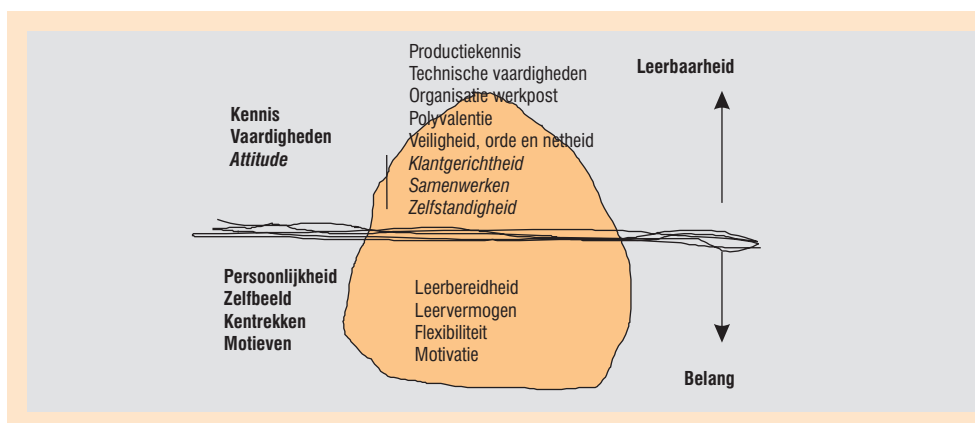 Productiekennis
Technische vaardigheden
Organisatie werkpost
Polyvalentie
Veiligheid, orde en netheid
Klantgerichtheid
Samenwerken
Zelfstandigheid
Leerbaarheid
Kennis
Vaardigheden
Attitude
Persoonlijkheid
Zelfbeeld
Kentrekken
Motieven
Leerbereidheid
Leervermogen
Flexibiliteit
Motivatie
Belang